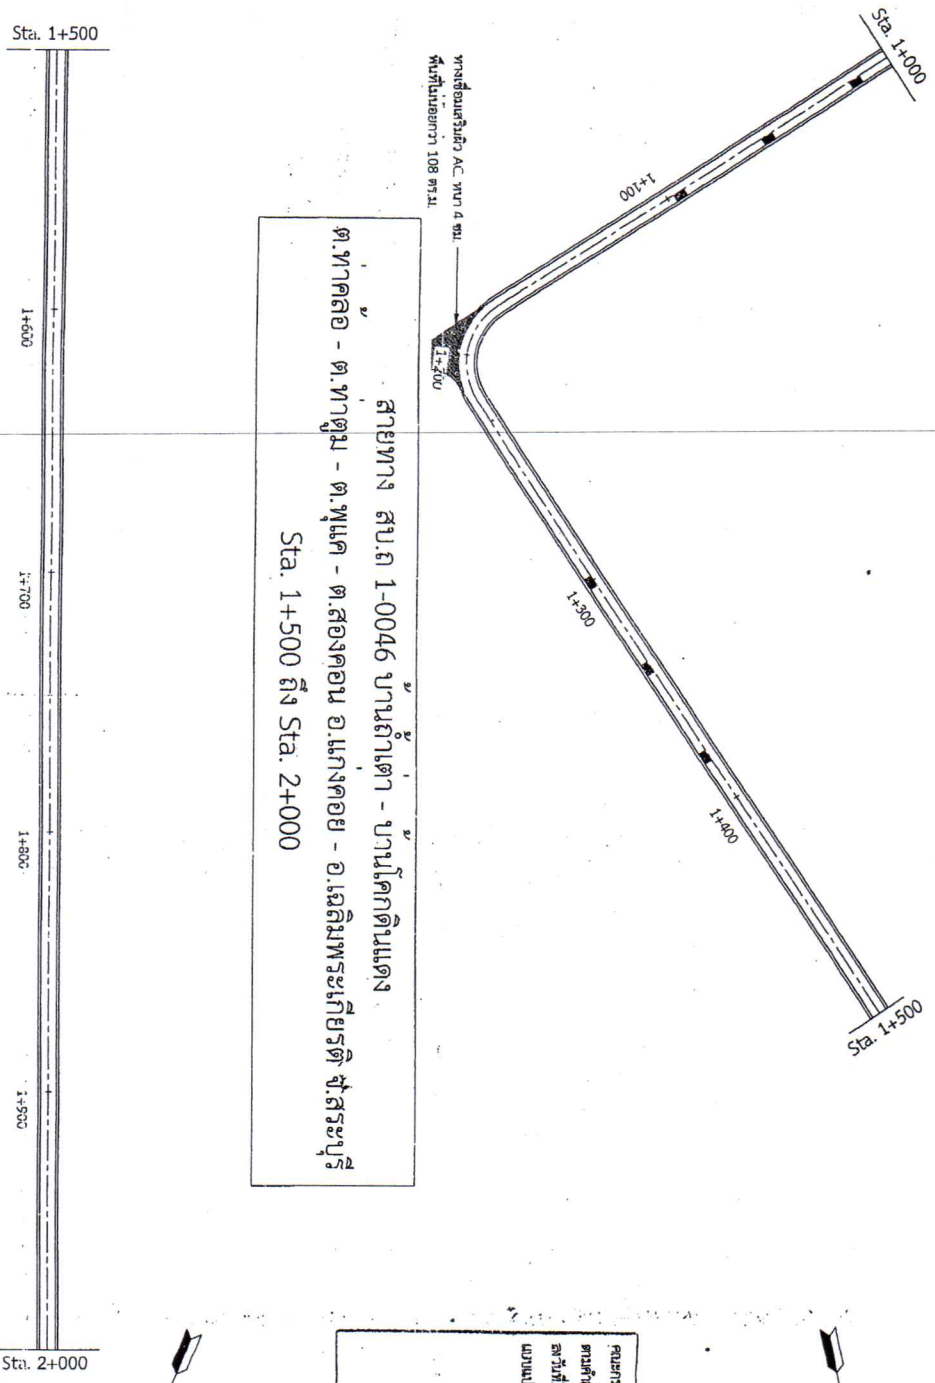 Sta. 1+000
1+100
1+200
1+300
1+400
Sta. 1+500
ทางเชื่อมเสริมผิว AC. หนา 4 ซม.
พื้นที่ไม่น้อยกว่า 108 ตร.ม.
สายทาง สบ.ถ 1-0046 บ้านถ้ำเต่า - บ้านโคกดินแดง
ต.ท่าคล้อ - ต.ท่าตูม - ต.พุแค - ต.สองคอน อ.แก่งคอย - อ.เฉลิมพระเกียรติ จ.สระบุรี
Sta. 1+500 ถึง Sta. 2+000
Sta. 1+500
1+600
1+700
1+800
1+900
Sta. 2+000